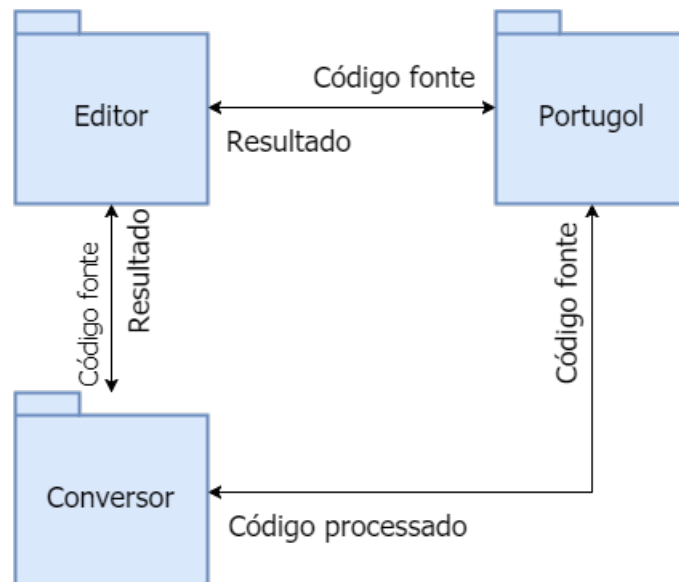 Código fonte
Editor
Portugol
Resultado
Código fonte
Resultado
Código fonte
Conversor
Código processado